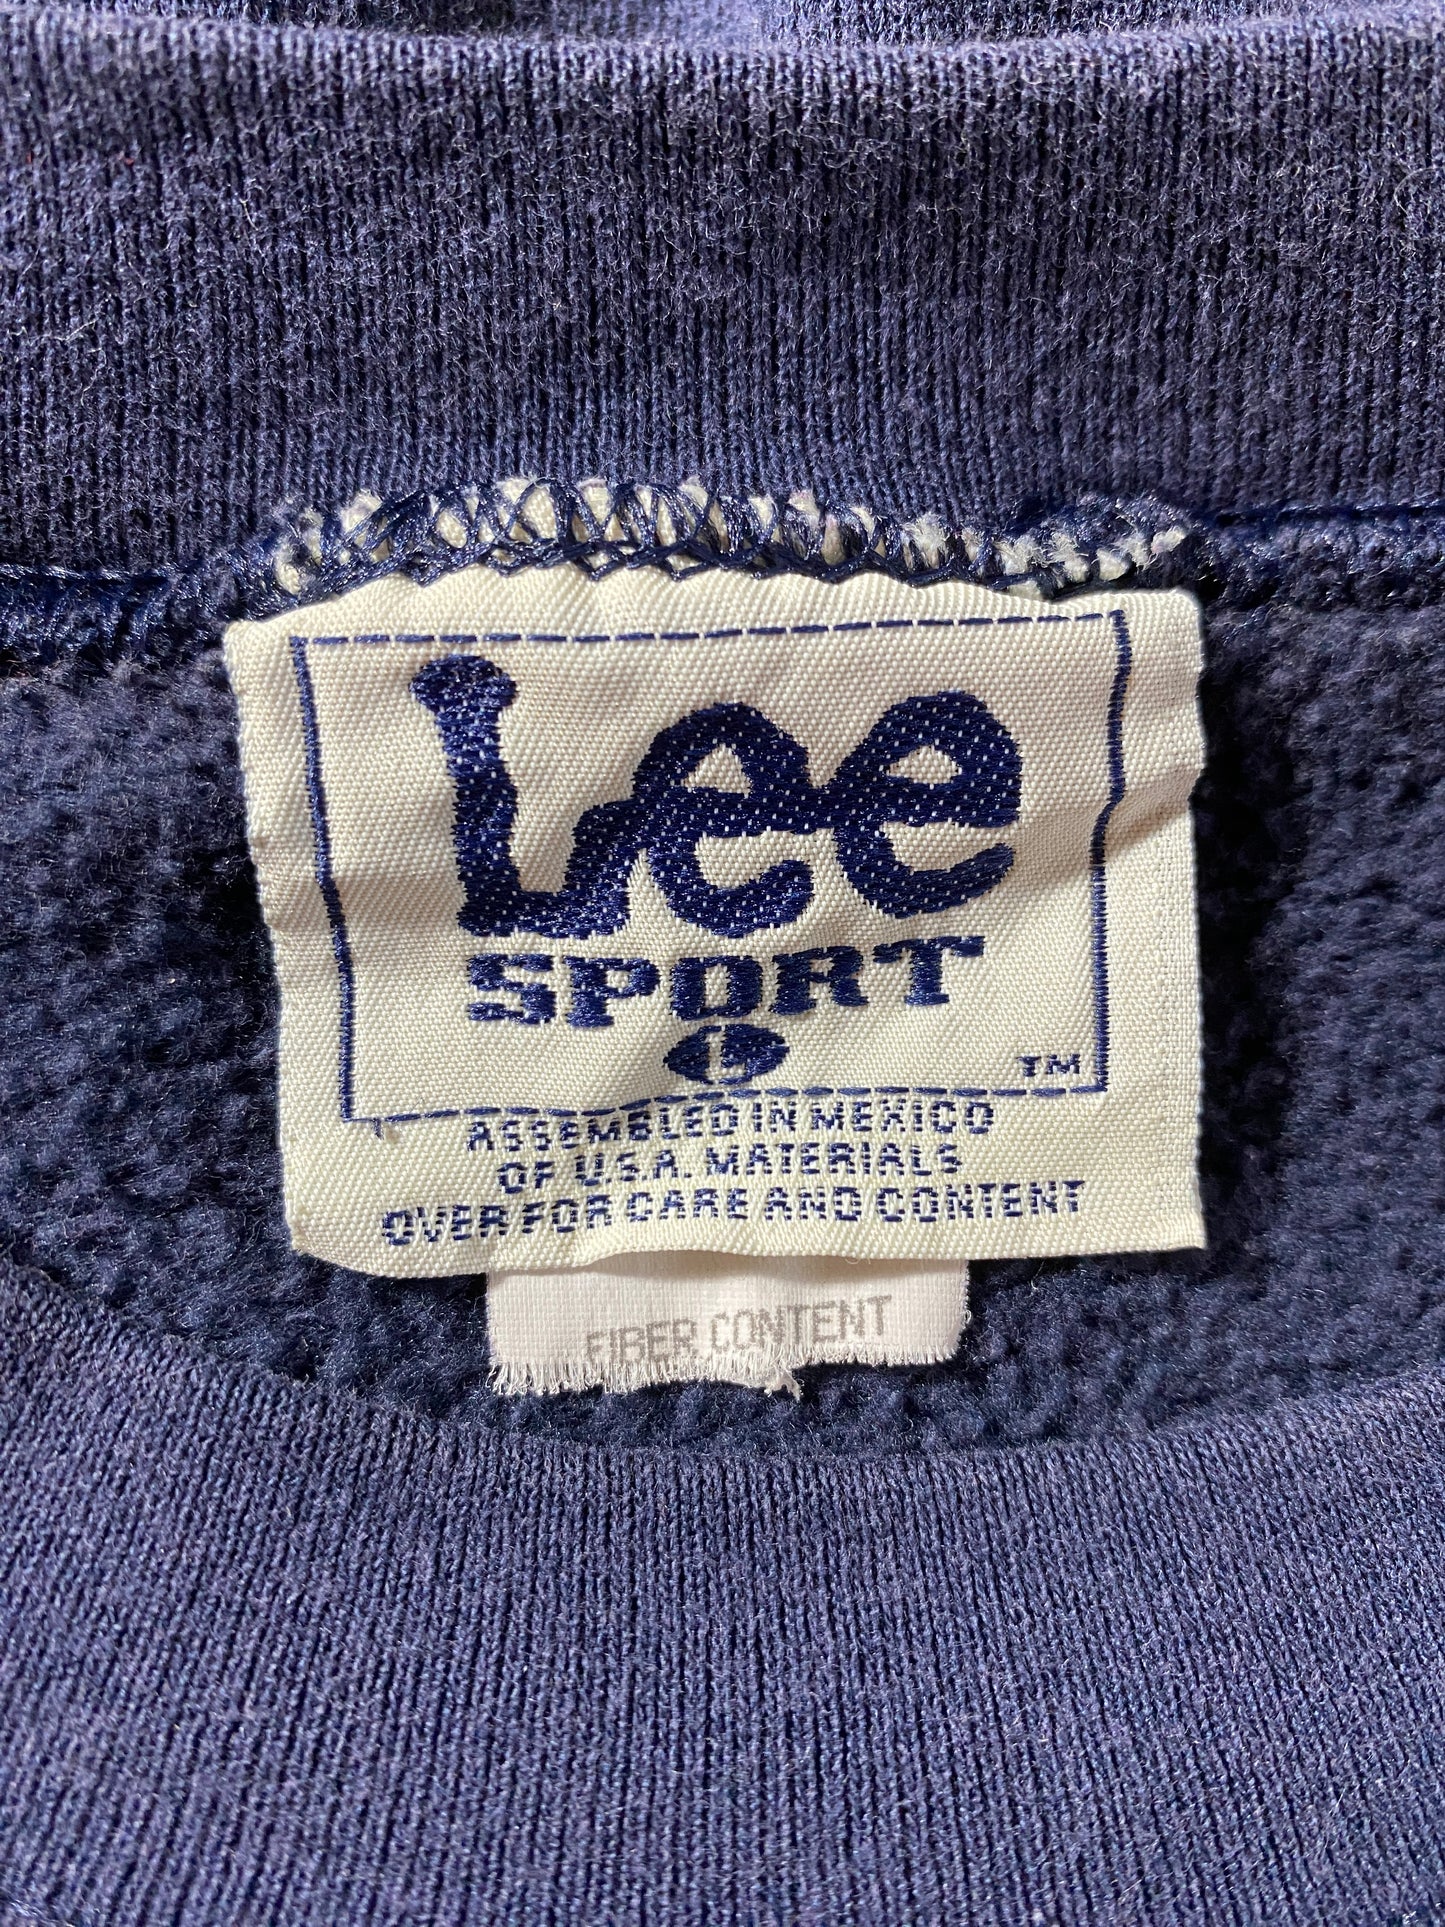 Lee
SPORT
L
TM
ASSEMBLED IN MEXICO
OF U.S.A. MATERIALS
OVER FOR CARE AND CONTENT
FIBER CONTENT